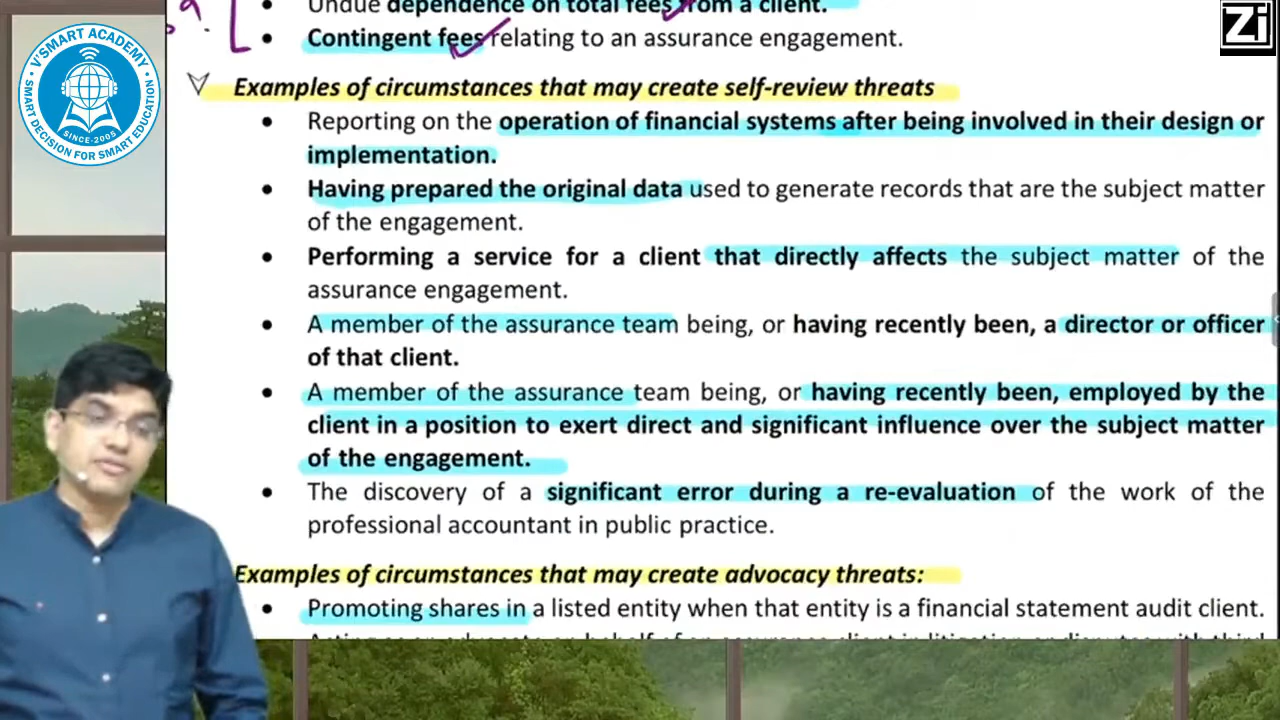 Undue dependence on total fees from a client.
Contingent fees relating to an assurance engagement.
Examples of circumstances that may create self-review threats
Reporting on the operation of financial systems after being involved in their design or
implementation.
Having prepared the original data used to generate records that are the subject matter
of the engagement.
Performing a service for a client that directly affects the subject matter of the
assurance engagement.
A member of the assurance team being, or having recently been, a director or officer
of that client.
A member of the assurance team being, or having recently been, employed by the
client in a position to exert direct and significant influence over the subject matter
of the engagement.
The discovery of a significant error during a re-evaluation of the work of the
professional accountant in public practice.
Examples of circumstances that may create advocacy threats:
Promoting shares in a listed entity when that entity is a financial statement audit client.
V'SMART ACADEMY
SINCE-2005
SMART DECISION FOR SMART EDUCATION
Zi